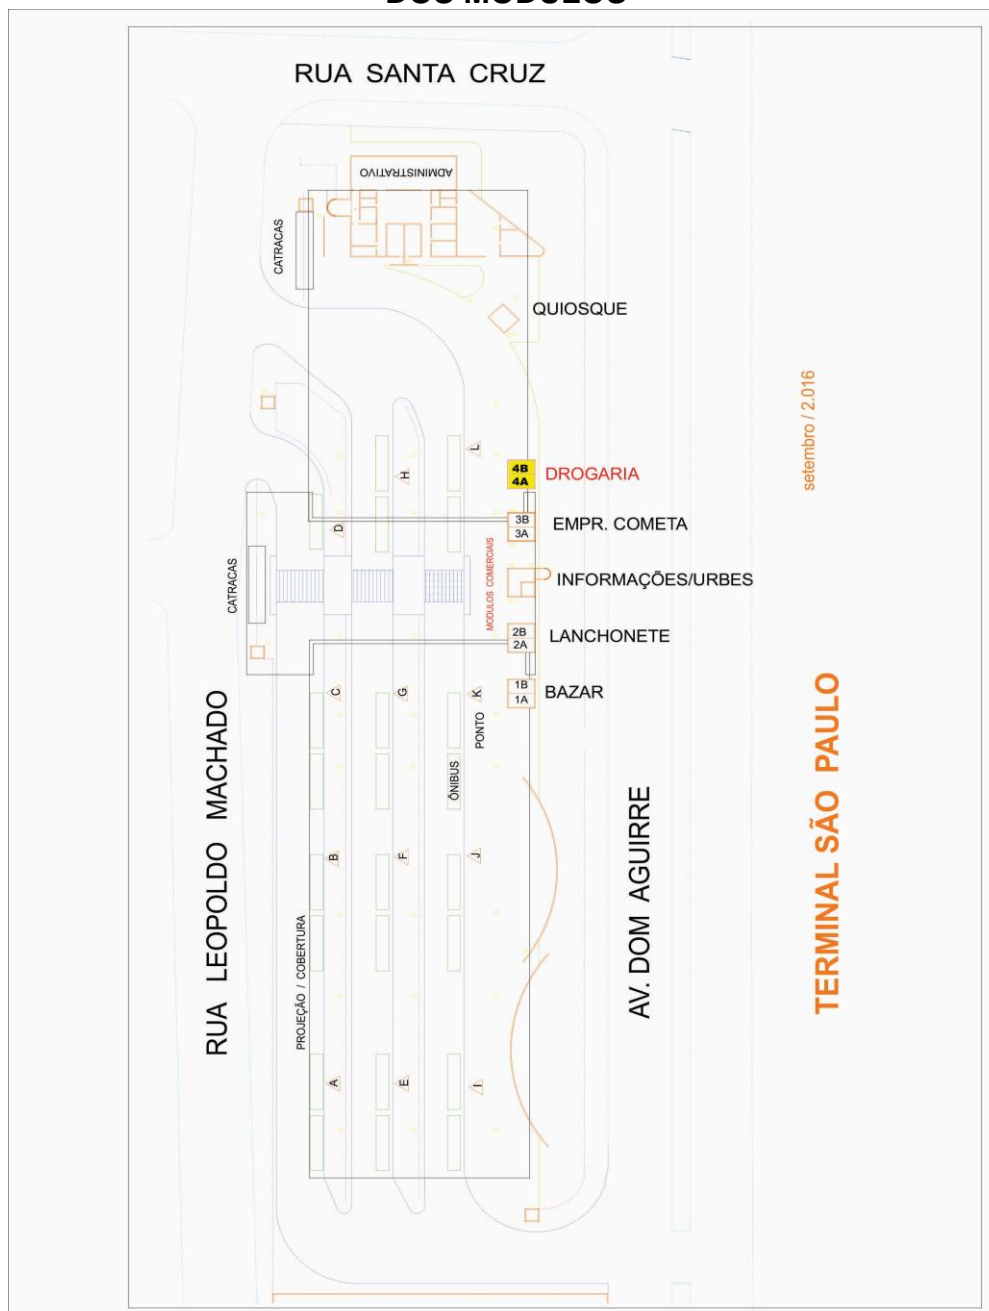 DOS MÓDULOS
RUA SANTA CRUZ
ADMINISTRATIVO
CATRACAS
QUIOSQUE
setembro / 2.016
L
H
4B
4A
DROGARIA
D
3B
3A
EMPR. COMETA
MODULOS COMERCIAIS
CATRACAS
INFORMAÇÕES/URBES
2B
2A
LANCHONETE
1B
1A
BAZAR
C
G
K
PONTO
ÔNIBUS
RUA LEOPOLDO MACHADO
TERMINAL SÃO PAULO
AV. DOM AGUIRRE
B
F
J
PROJEÇÃO / COBERTURA
A
E
I